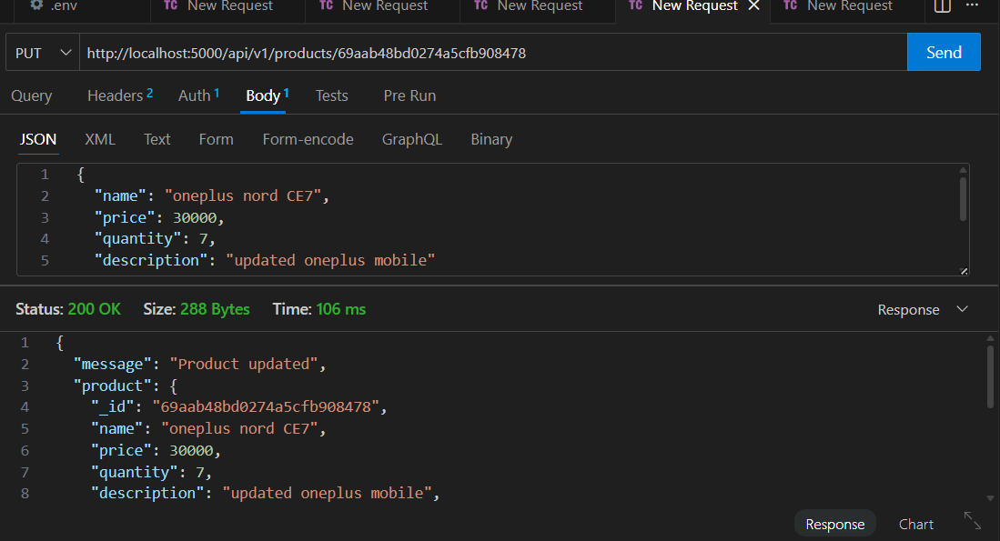 .env TC New Request TC New Request TC New Request TC New Request TC New Request
PUT http://localhost:5000/api/v1/products/69aab48bd0274a5cfb908478 Send
Query Headers 2 Auth 1 Body 1 Tests Pre Run
JSON XML Text Form Form-encode GraphQL Binary
1 {
2 "name": "oneplus nord CE7",
3 "price": 30000,
4 "quantity": 7,
5 "description": "updated oneplus mobile"
Status: 200 OK Size: 288 Bytes Time: 106 ms Response
1 {
2 "message": "Product updated",
3 "product": {
4 "_id": "69aab48bd0274a5cfb908478",
5 "name": "oneplus nord CE7",
6 "price": 30000,
7 "quantity": 7,
8 "description": "updated oneplus mobile",
Response Chart